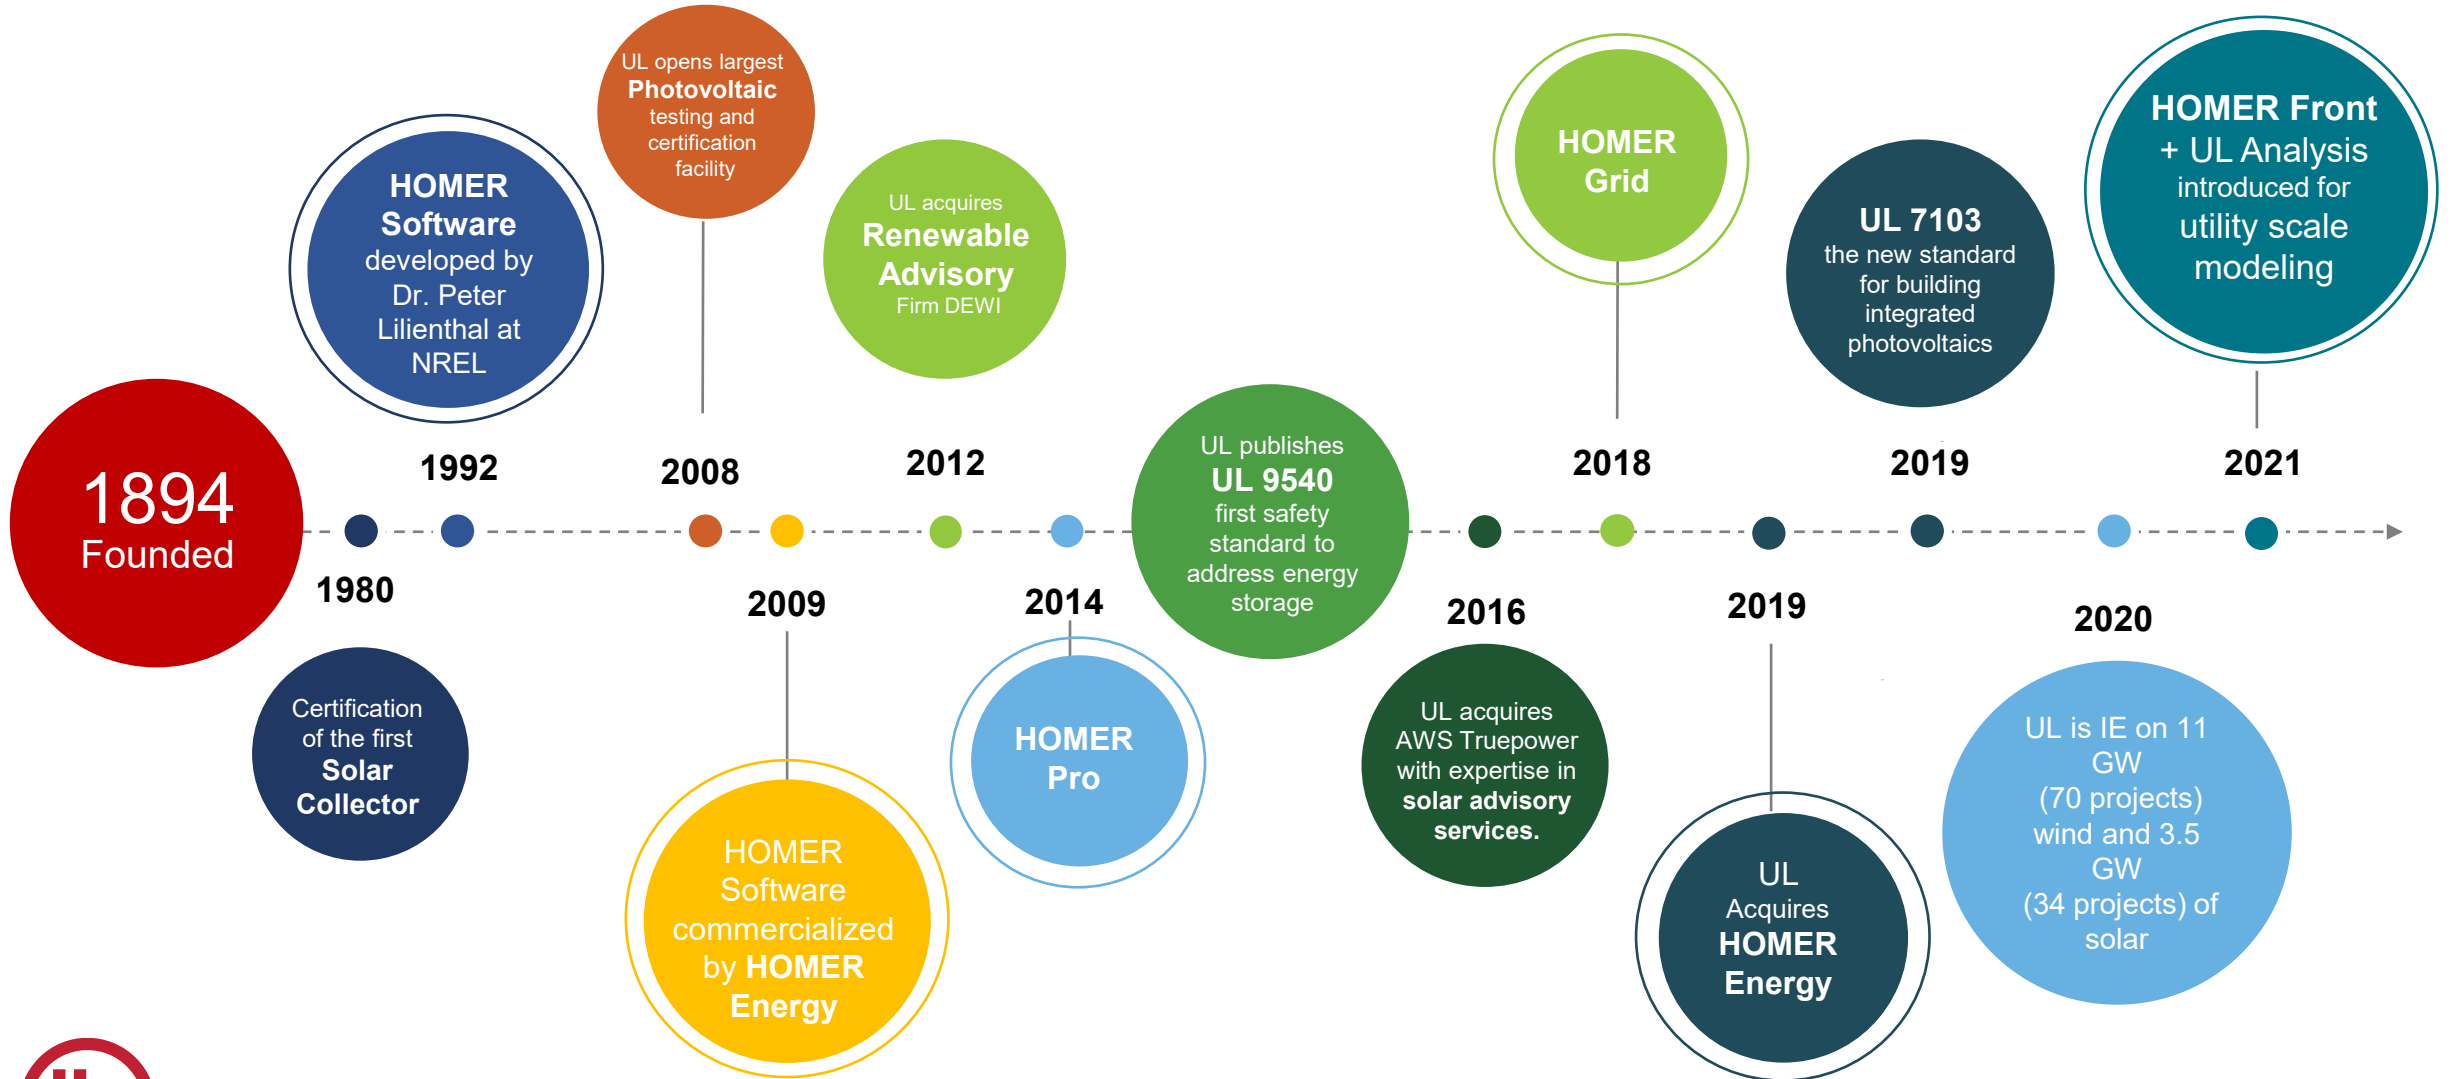 1894
Founded
1980
Certification
of the first
Solar
Collector
HOMER
Software
developed by
Dr. Peter
Lilienthal at
NREL
1992
UL opens largest
Photovoltaic
testing and
certification
facility
2008
2009
HOMER
Software
commercialized
by HOMER
Energy
UL acquires
Renewable
Advisory
Firm DEWI
2012
2014
HOMER
Pro
UL publishes
UL 9540
first safety
standard to
address energy
storage
2016
UL acquires
AWS Truepower
with expertise in
solar advisory
services.
HOMER
Grid
2018
2019
UL
Acquires
HOMER
Energy
UL 7103
the new standard
for building
integrated
photovoltaics
2019
2020
UL is IE on 11
GW
(70 projects)
wind and 3.5
GW
(34 projects) of
solar
HOMER Front
+ UL Analysis
introduced for
utility scale
modeling
2021